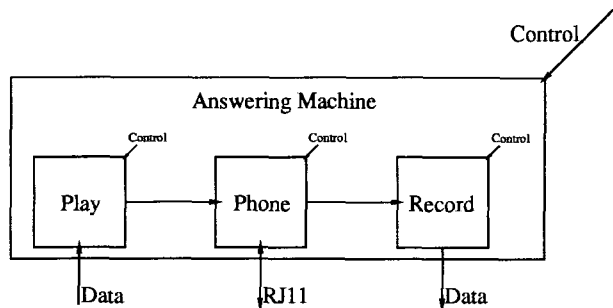 Control
Answering Machine
Control Control Control
Play Phone Record
Data RJ11 Data